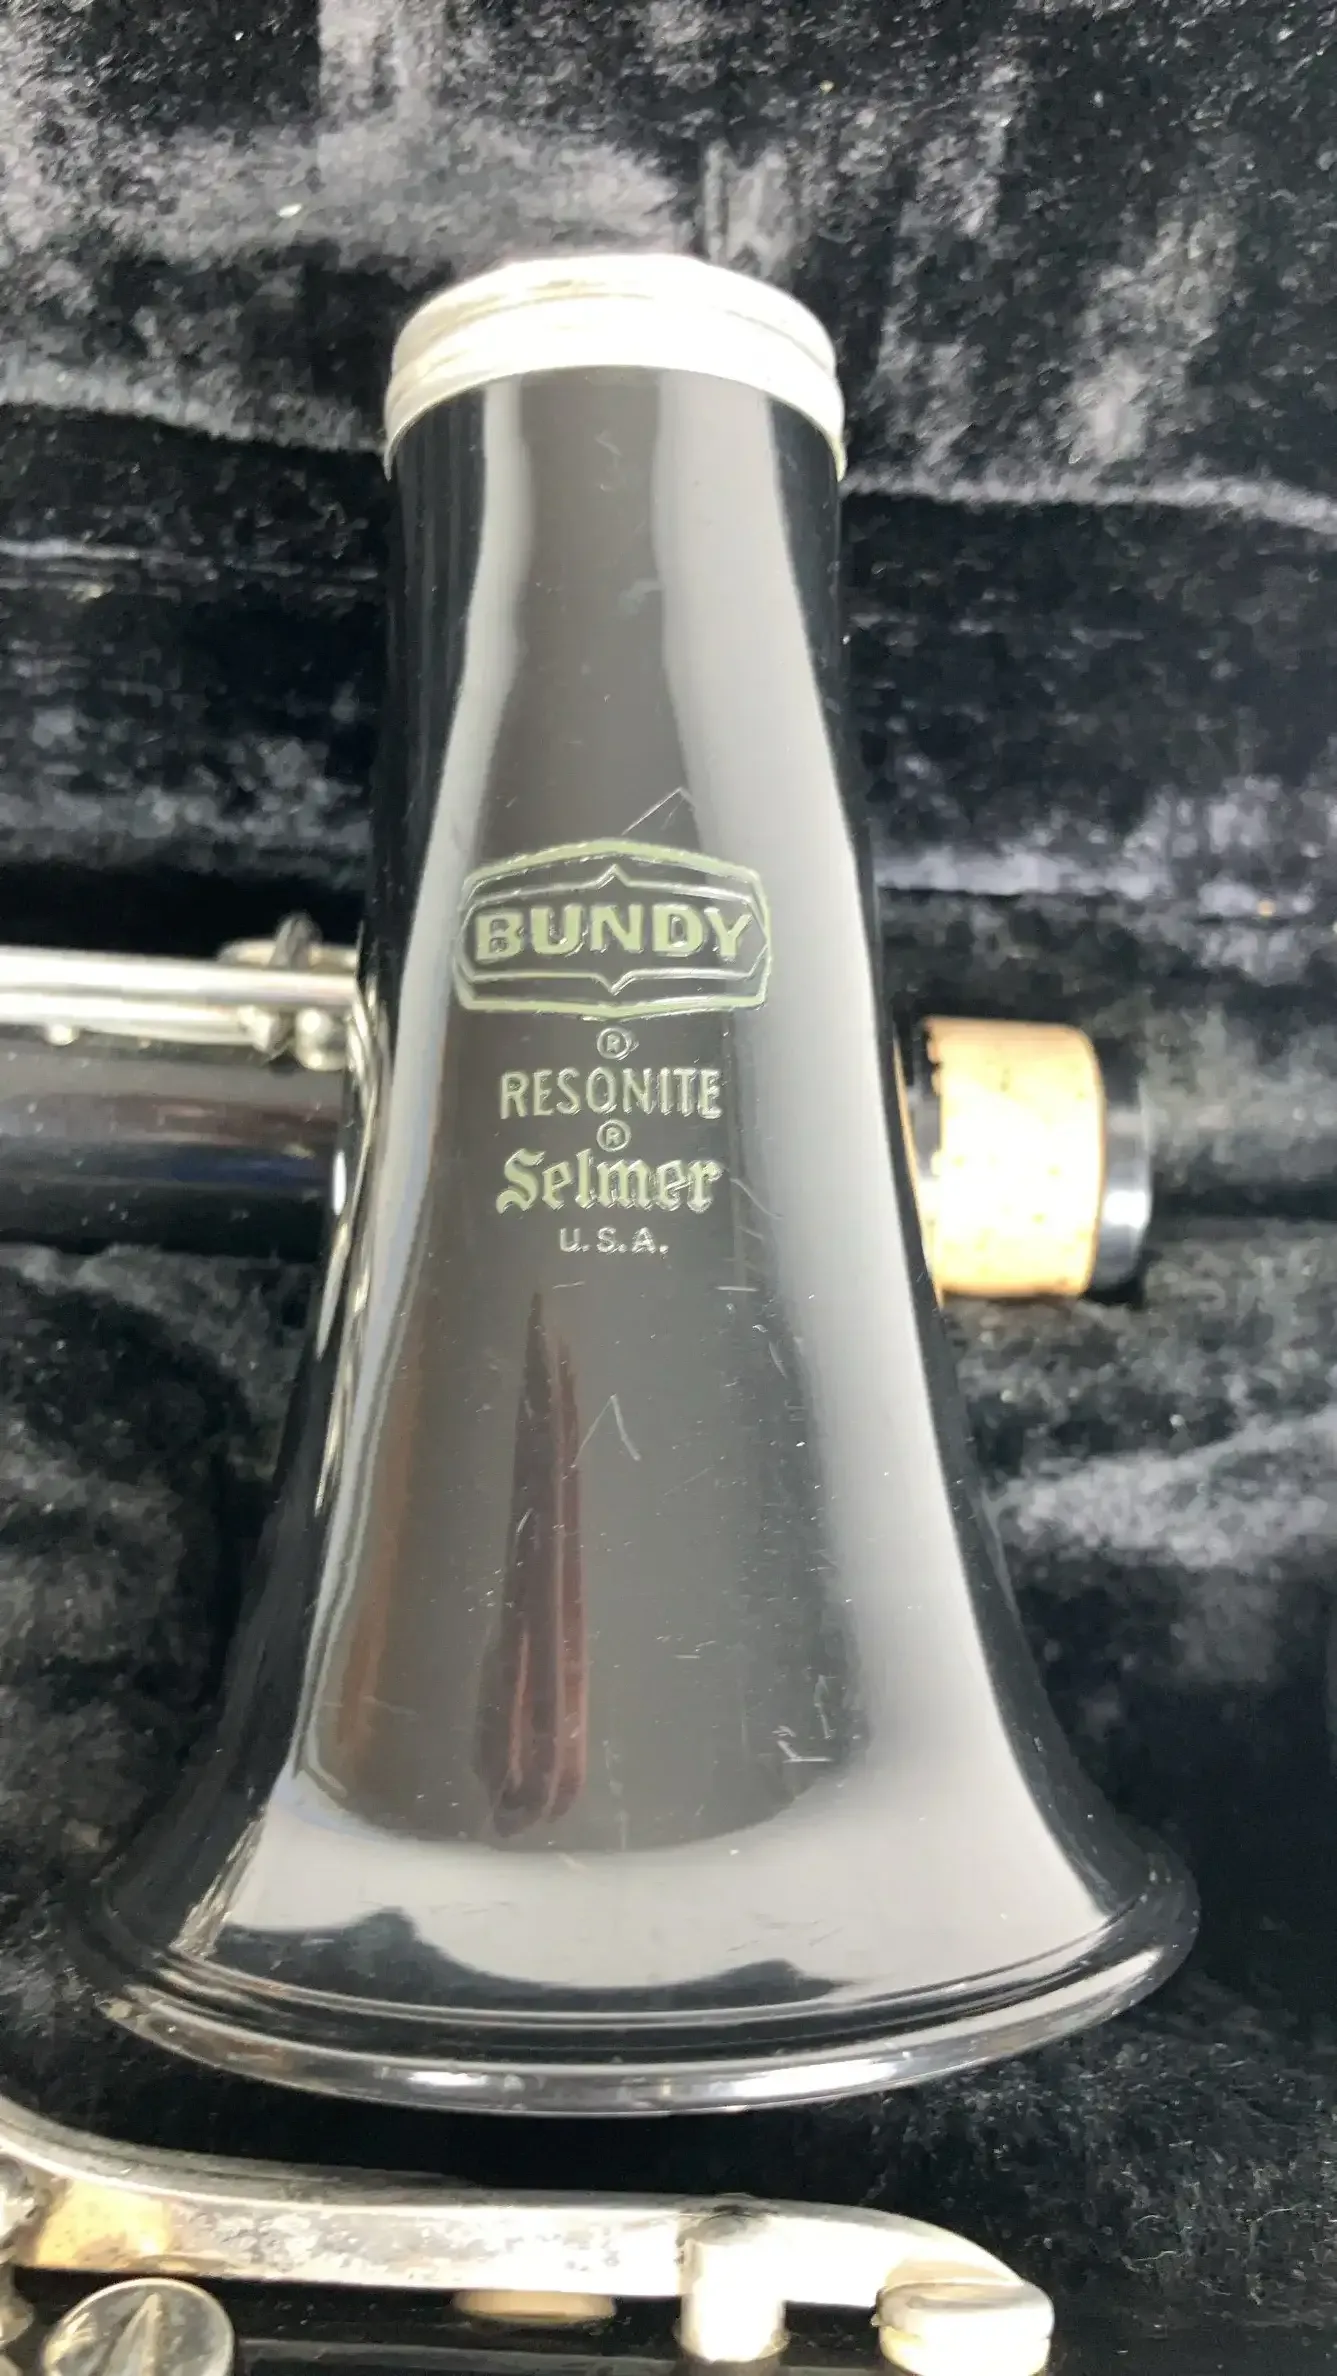 BUNDY
®
RESONITE
®
Selmer
U.S.A.